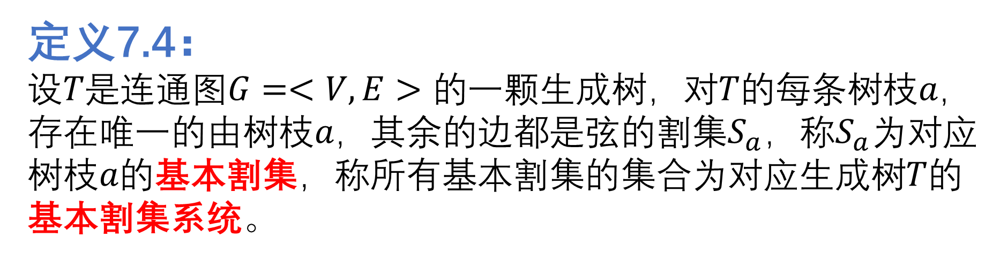 定义7.4：
设T是连通图G =< V, E > 的一颗生成树，对T的每条树枝a，
存在唯一的由树枝a，其余的边都是弦的割集Sₐ，称Sₐ为对应
树枝a的基本割集，称所有基本割集的集合为对应生成树T的
基本割集系统。